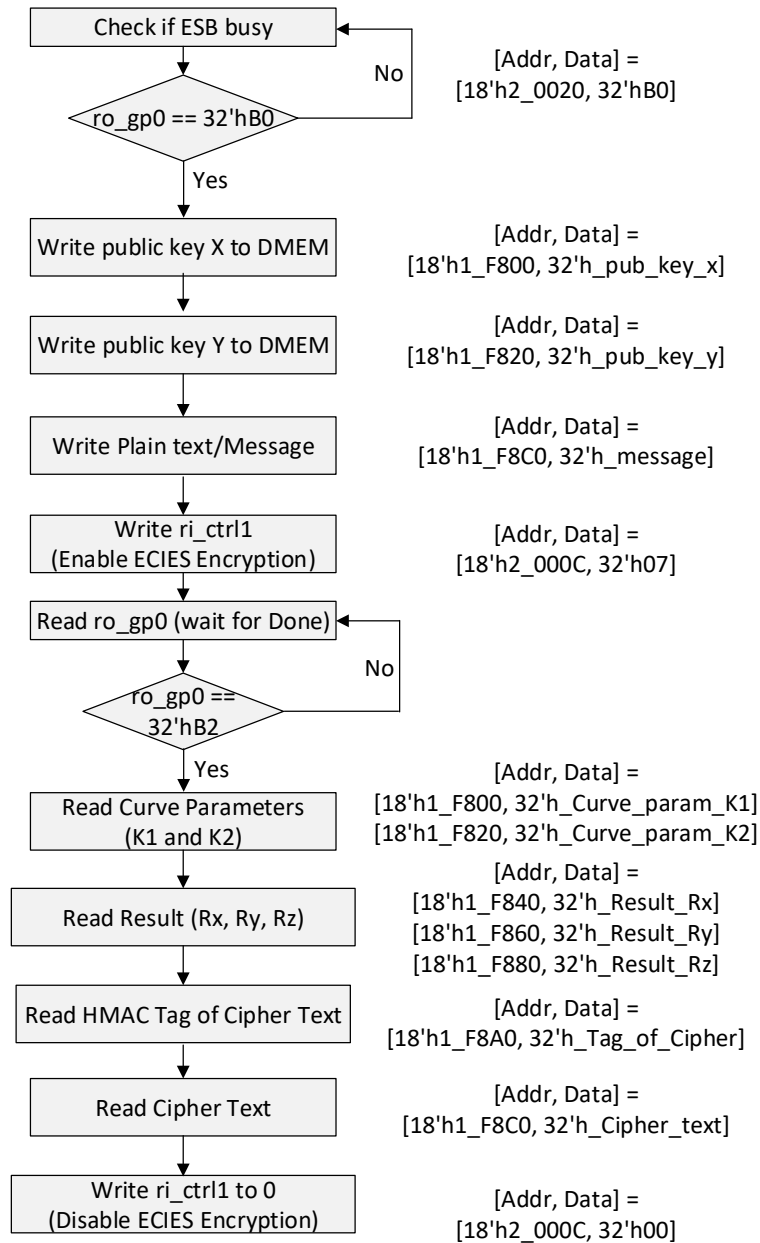 Check if ESB busy
No
[Addr, Data] =
[18'h2_0020, 32'hB0]
ro_gp0 == 32'hB0
Yes
Write public key X to DMEM
[Addr, Data] =
[18'h1_F800, 32'h_pub_key_x]
Write public key Y to DMEM
[Addr, Data] =
[18'h1_F820, 32'h_pub_key_y]
Write Plain text/Message
[Addr, Data] =
[18'h1_F8C0, 32'h_message]
Write ri_ctrl1
(Enable ECIES Encryption)
[Addr, Data] =
[18'h2_000C, 32'h07]
Read ro_gp0 (wait for Done)
No
ro_gp0 ==
32'hB2
Yes
Read Curve Parameters
(K1 and K2)
[Addr, Data] =
[18'h1_F800, 32'h_Curve_param_K1]
[18'h1_F820, 32'h_Curve_param_K2]
Read Result (Rx, Ry, Rz)
[Addr, Data] =
[18'h1_F840, 32'h_Result_Rx]
[18'h1_F860, 32'h_Result_Ry]
[18'h1_F880, 32'h_Result_Rz]
Read HMAC Tag of Cipher Text
[Addr, Data] =
[18'h1_F8A0, 32'h_Tag_of_Cipher]
Read Cipher Text
[Addr, Data] =
[18'h1_F8C0, 32'h_Cipher_text]
Write ri_ctrl1 to 0
(Disable ECIES Encryption)
[Addr, Data] =
[18'h2_000C, 32'h00]